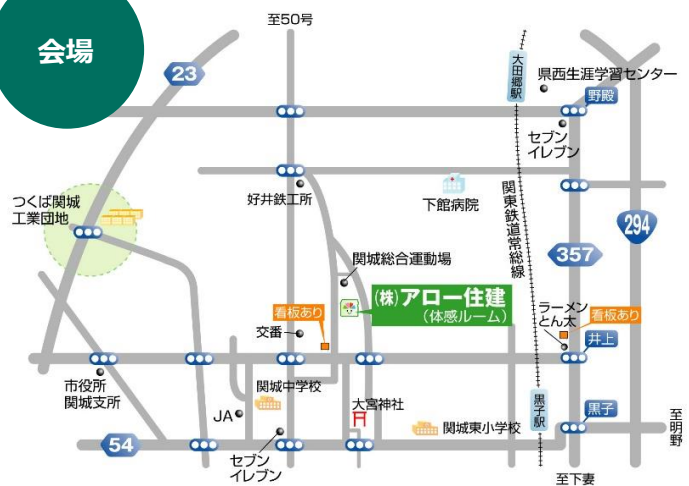 会場
至50号
23
大田郷駅
県西生涯学習センター
野殿
セブン
イレブン
つくば関城
工業団地
好井鉄工所
下館病院
関東鉄道常総線
294
357
関城総合運動場
(株)アロー住建
(体感ルーム)
看板あり
交番
ラーメン
とん太
看板あり
井上
市役所
関城支所
関城中学校
JA
大宮神社
関城東小学校
黒子駅
黒子
至明野
54
セブン
イレブン
至下妻